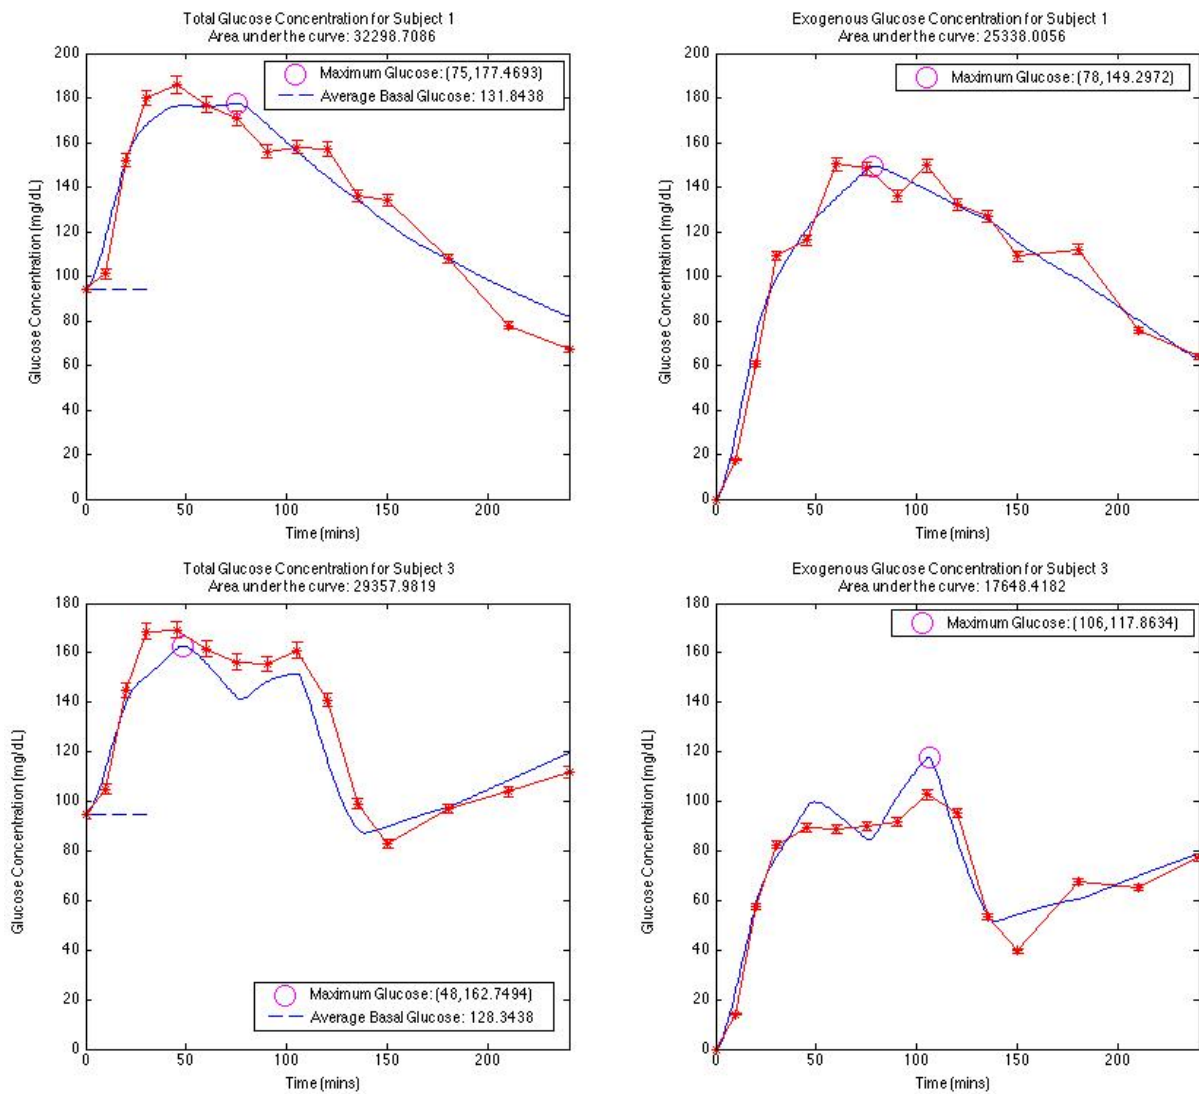 Total Glucose Concentration for Subject 1
Area under the curve: 32298.7086
200
180
160
140
120
100
80
60
40
20
0
Glucose Concentration (mg/dL)
Maximum Glucose: (75,177.4693)
Average Basal Glucose: 131.8438
0 50 100 150 200
Time (mins)
Exogenous Glucose Concentration for Subject 1
Area under the curve: 25338.0056
200
180
160
140
120
100
80
60
40
20
0
Glucose Concentration (mg/dL)
Maximum Glucose: (78,149.2972)
0 50 100 150 200
Time (mins)
Total Glucose Concentration for Subject 3
Area under the curve: 29357.9819
180
160
140
120
100
80
60
40
20
0
Glucose Concentration (mg/dL)
Maximum Glucose: (48,162.7494)
Average Basal Glucose: 128.3438
0 50 100 150 200
Time (mins)
Exogenous Glucose Concentration for Subject 3
Area under the curve: 17648.4182
180
160
140
120
100
80
60
40
20
0
Glucose Concentration (mg/dL)
Maximum Glucose: (106,117.8634)
0 50 100 150 200
Time (mins)